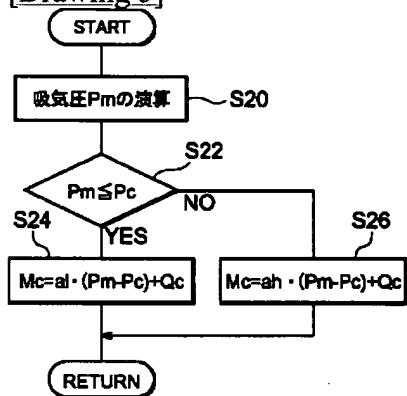 START
吸気圧Pmの演算
S20
S22
Pm≦Pc
NO
S24
YES
S26
Mc=al・(Pm-Pc)+Qc
Mc=ah・(Pm-Pc)+Qc
RETURN